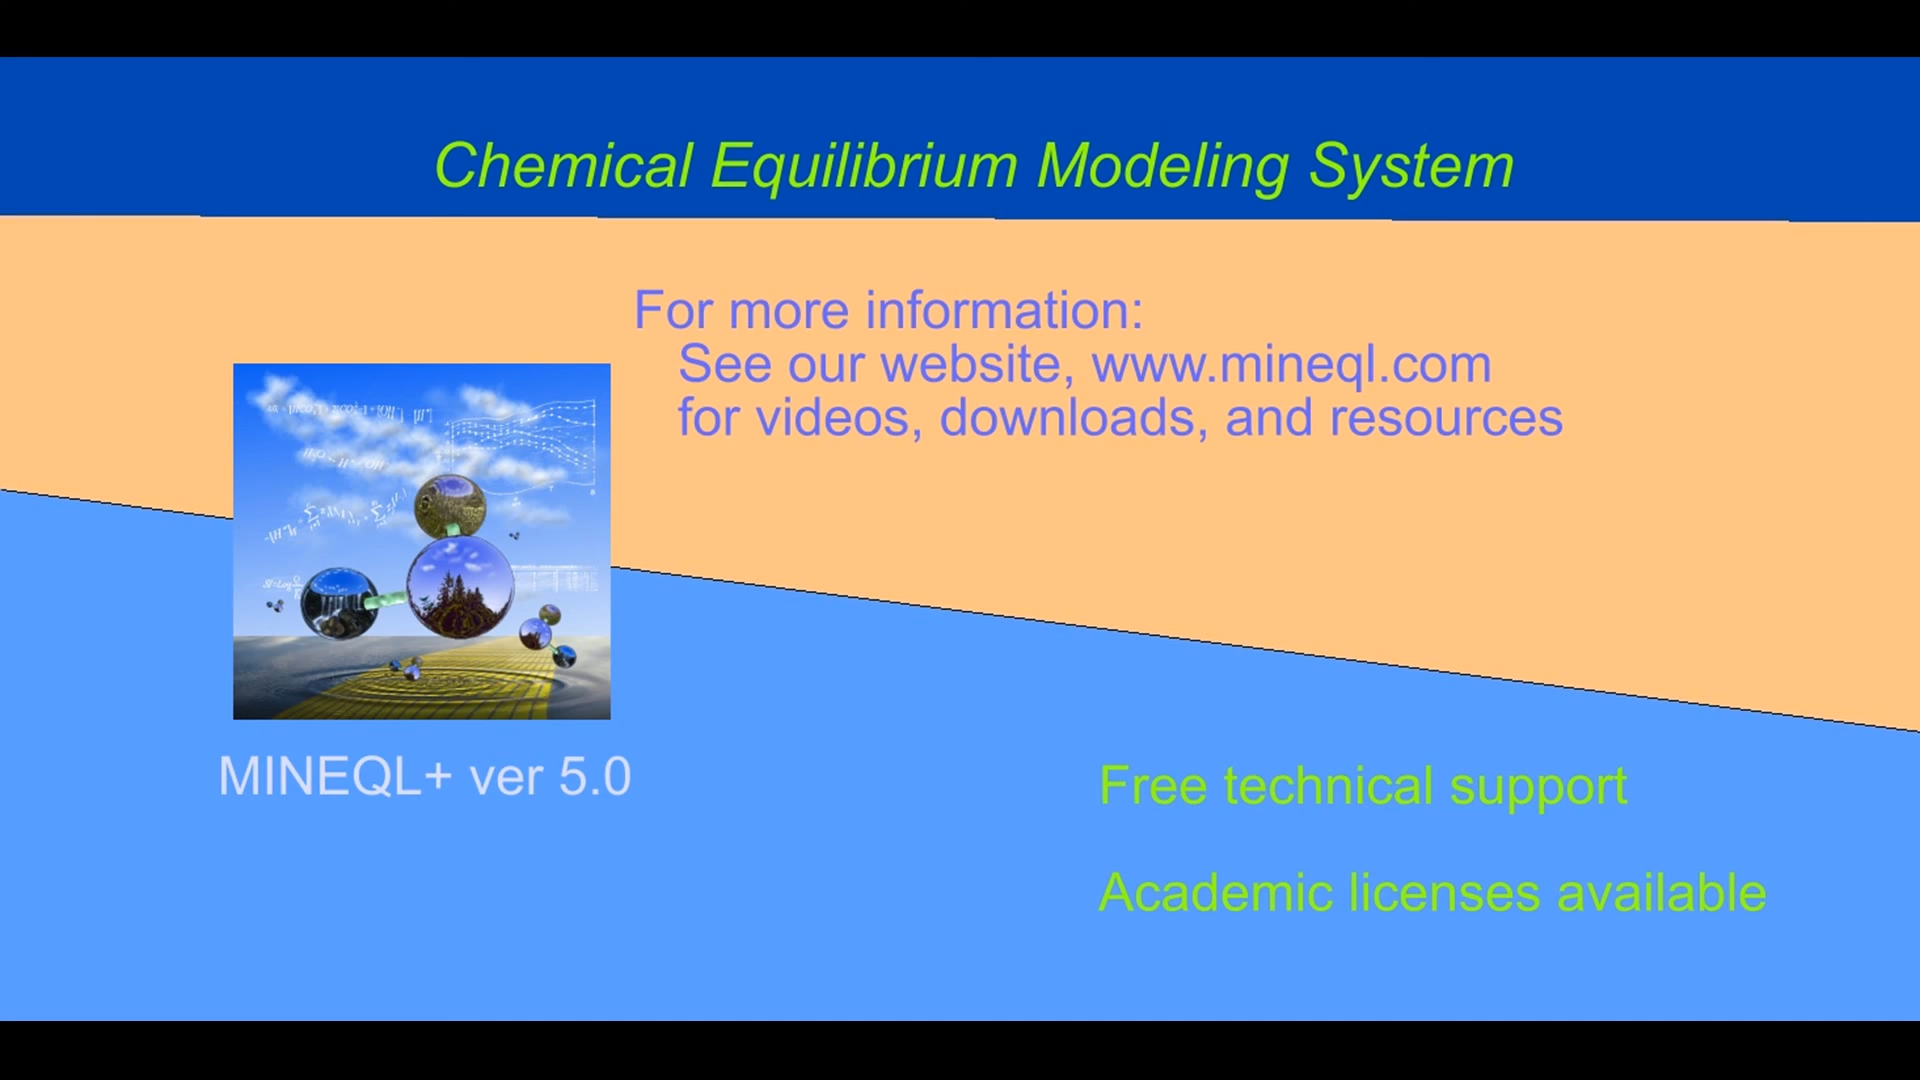 Chemical Equilibrium Modeling System
For more information:
See our website, www.mineql.com
for videos, downloads, and resources
MINEQL+ ver 5.0
Free technical support
Academic licenses available